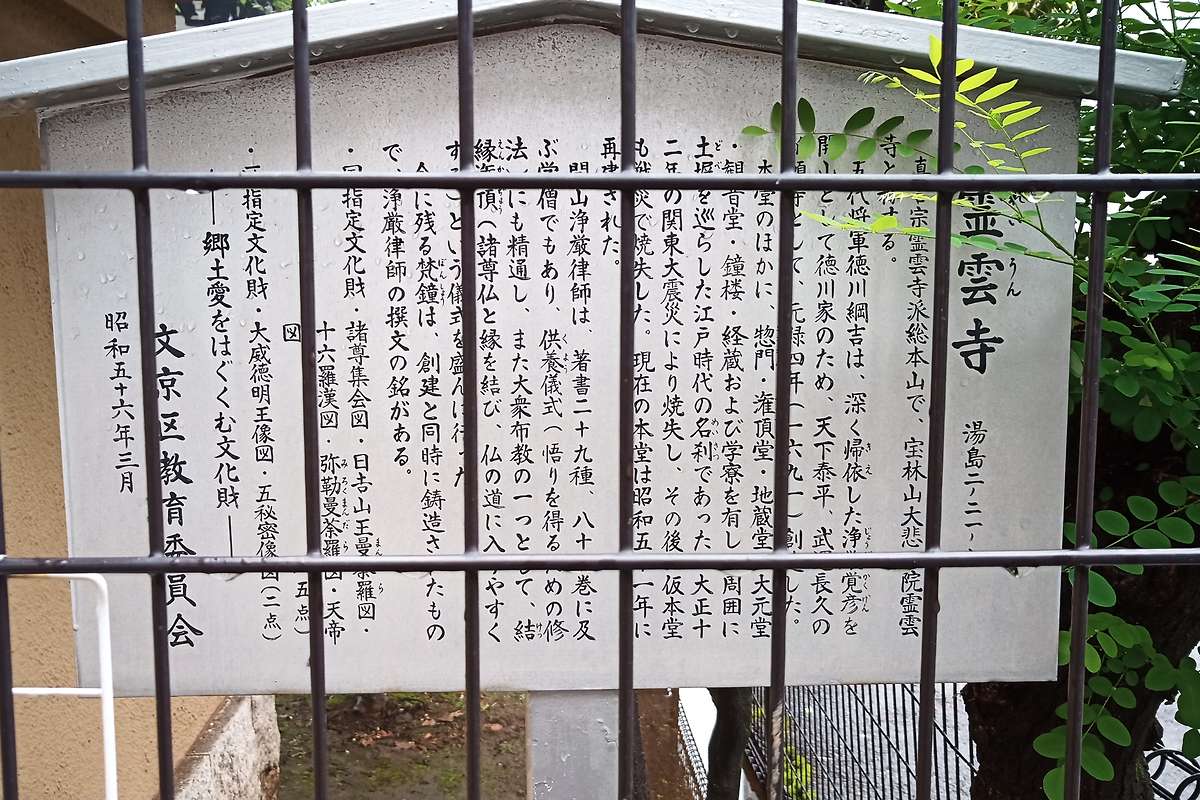 霊雲寺 湯島二ノ二一ノ
宗霊雲寺派総本山で、宝林山大悲 院霊雲
寺と する。
五代将軍徳川綱吉は、深く帰依した浄 覚彦を
開山として徳川家のため、天下泰平、武 長久の
願寺として、元禄四年(一六九一)創 した。
本堂のほかに、惣門・潅頂堂・地蔵堂 大元堂
・観音堂・鐘楼・経蔵および学寮を有し 周囲に
土塀を巡らした江戸時代の名刹であった 大正十
二年の関東大震災により焼失し、その後 仮本堂
も戦災で焼失した。現在の本堂は昭和五 一年に
再建された。
開山浄厳律師は、著書二十九種、八十 巻に及
ぶ学僧でもあり、供養儀式(悟りを得る ための修
法)にも精通し、また大衆布教の一つとして、結
縁潅頂(諸尊仏と縁を結び、仏の道に入 やすく
する)という儀式を盛んに行った
今に残る梵鐘は、創建と同時に鋳造さ たもの
で、浄厳律師の撰文の銘がある。
・ 指定文化財・諸尊集会図・日吉山王曼荼羅図・
十六羅漢図・弥勒曼荼羅図・天帝
図 五点)
・ 指定文化財・大威徳明王像図・五秘密像図(二点)
―郷土愛をはぐくむ文化財―
文京区教育委員会
昭和五十六年三月